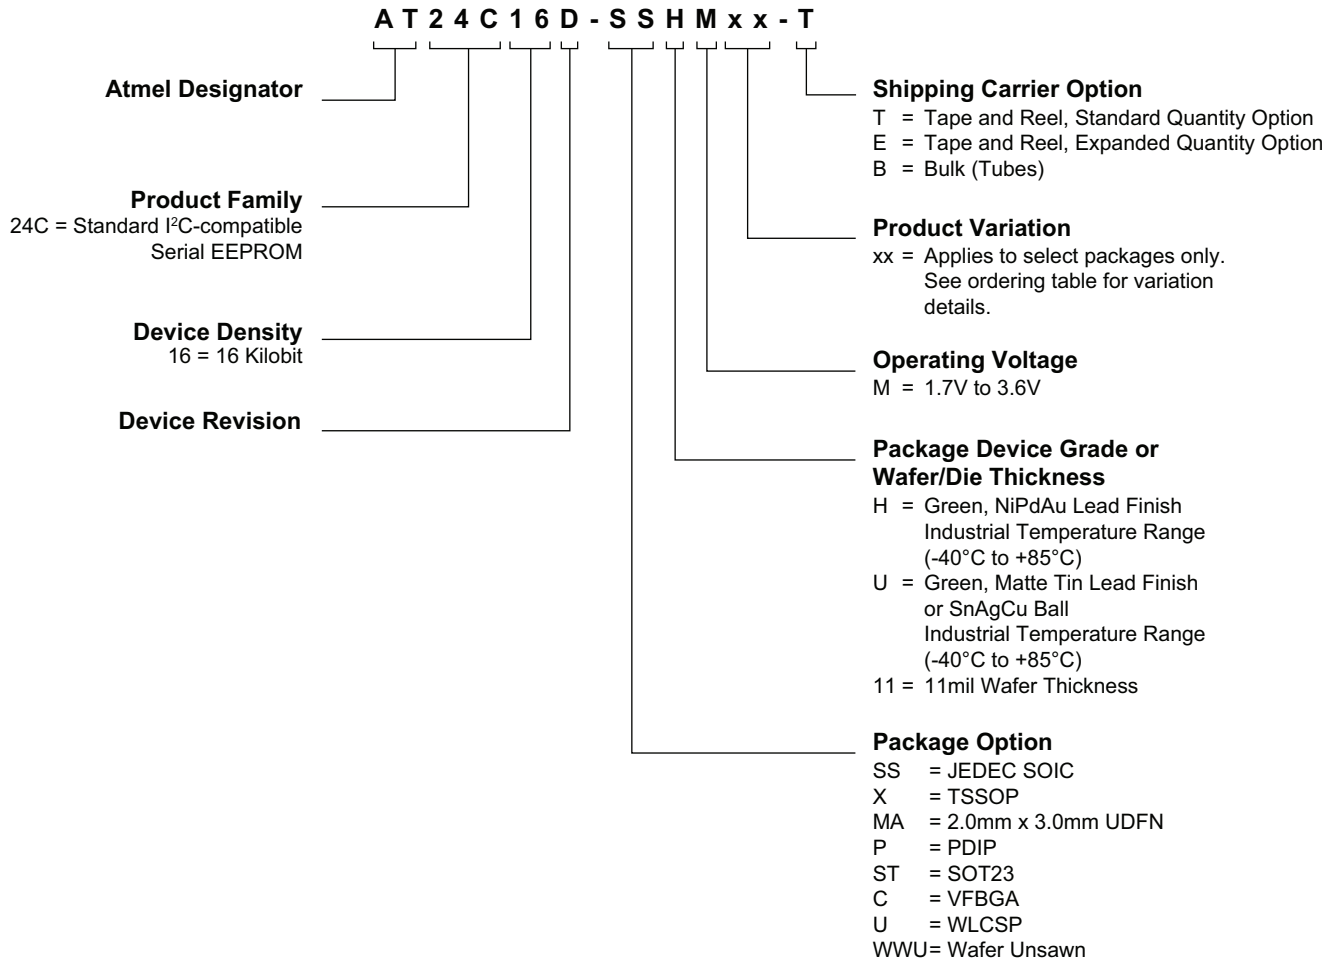 AT24C16D-SSHMxx-T
Atmel Designator
Product Family
24C = Standard I²C-compatible
Serial EEPROM
Device Density
16 = 16 Kilobit
Device Revision
Shipping Carrier Option
T = Tape and Reel, Standard Quantity Option
E = Tape and Reel, Expanded Quantity Option
B = Bulk (Tubes)
Product Variation
xx = Applies to select packages only.
See ordering table for variation
details.
Operating Voltage
M = 1.7V to 3.6V
Package Device Grade or
Wafer/Die Thickness
H = Green, NiPdAu Lead Finish
Industrial Temperature Range
(-40°C to +85°C)
U = Green, Matte Tin Lead Finish
or SnAgCu Ball
Industrial Temperature Range
(-40°C to +85°C)
11 = 11mil Wafer Thickness
Package Option
SS = JEDEC SOIC
X = TSSOP
MA = 2.0mm x 3.0mm UDFN
P = PDIP
ST = SOT23
C = VFBGA
U = WLCSP
WWU= Wafer Unsawn